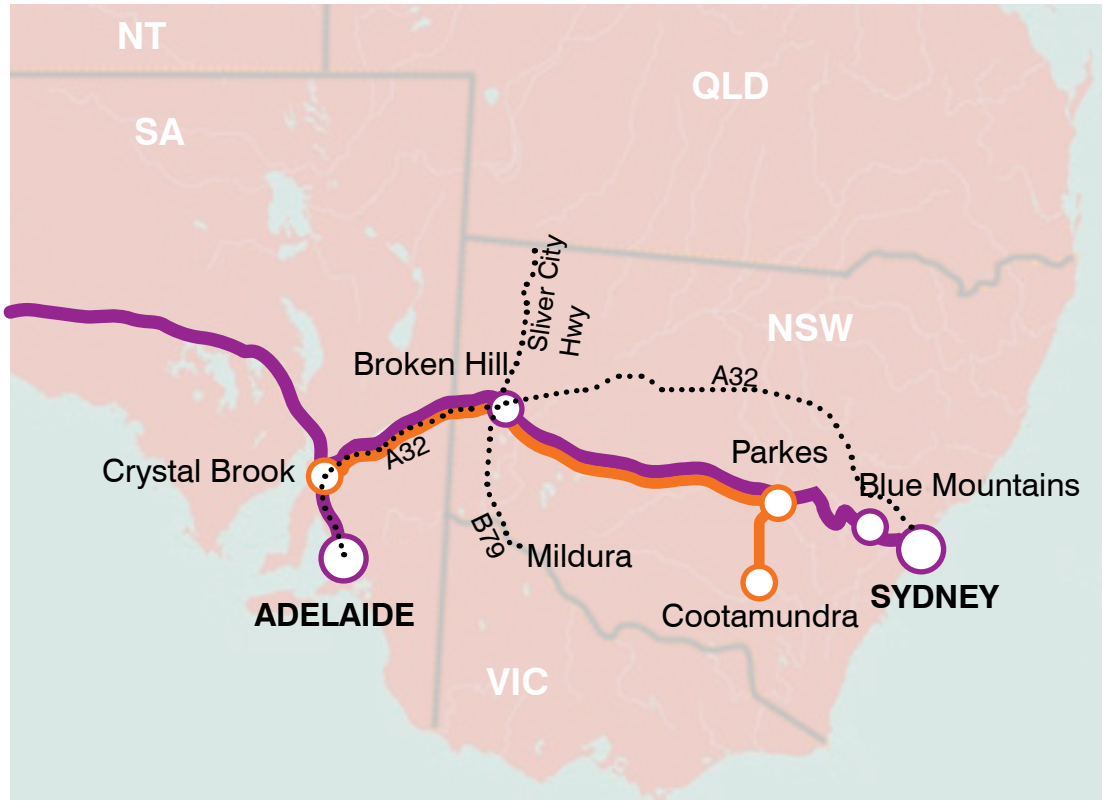 NT
QLD
SA
Sliver City
Hwy
NSW
Broken Hill
A32
A32
Parkes
Crystal Brook
Blue Mountains
B79
Mildura
SYDNEY
ADELAIDE
Cootamundra
VIC